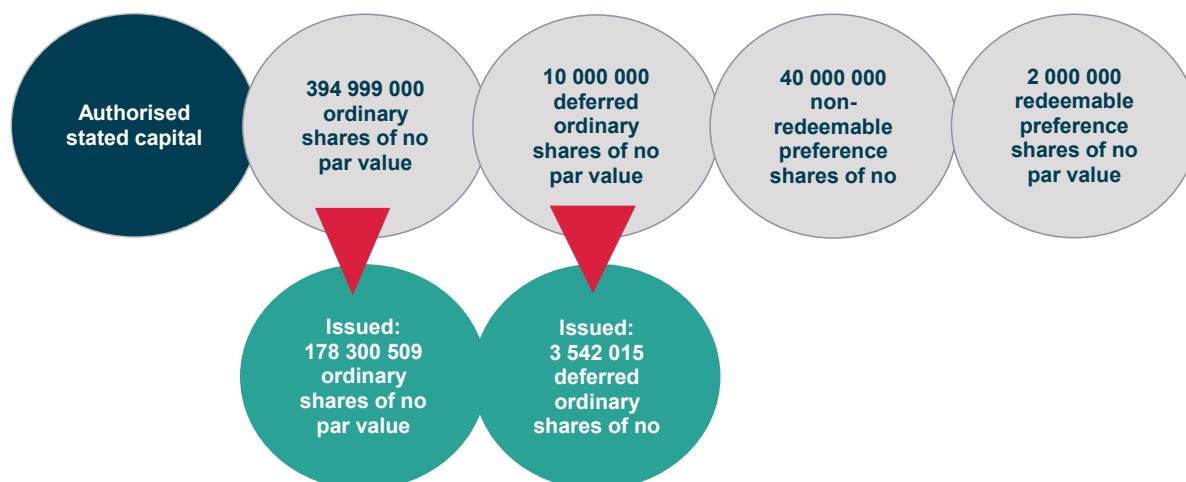 Authorised
stated capital
394 999 000
ordinary
shares of no
par value
10 000 000
deferred
ordinary
shares of no
par value
40 000 000
non-
redeemable
preference
shares of no
2 000 000
redeemable
preference
shares of no
par value
Issued:
178 300 509
ordinary
shares of no
par value
Issued:
3 542 015
deferred
ordinary
shares of no